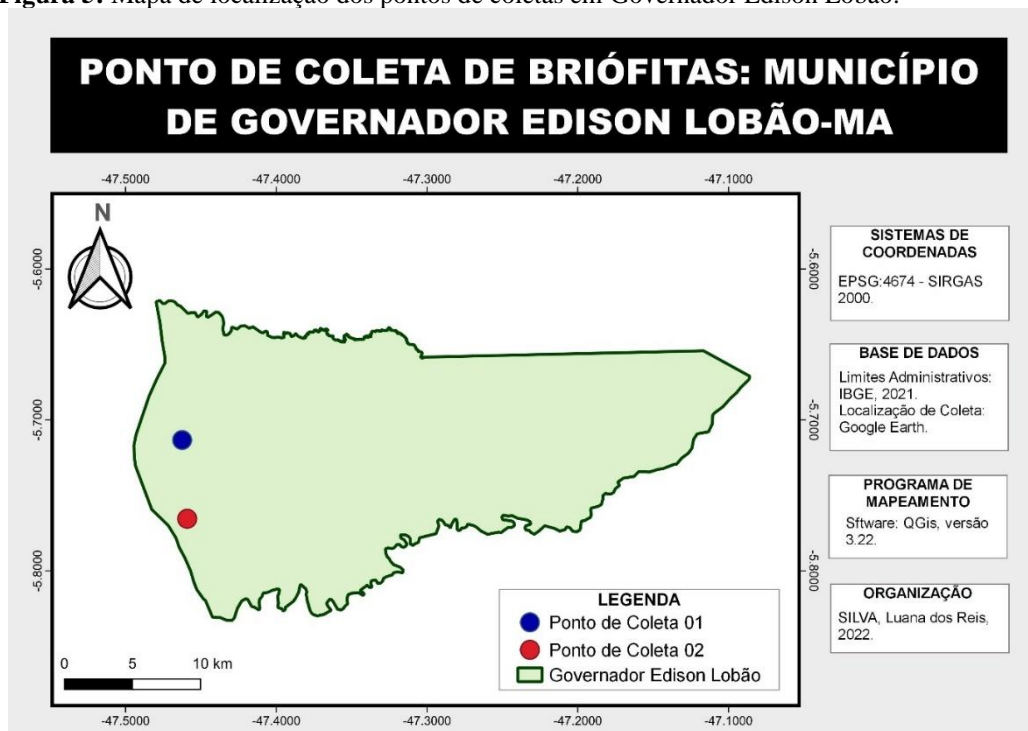 Figura 3: Mapa de localização dos pontos de coletas em Governador Edison Lobão.
PONTO DE COLETA DE BRIÓFITAS: MUNICÍPIO
DE GOVERNADOR EDISON LOBÃO-MA
-47.5000 -47.4000 -47.3000 -47.2000 -47.1000
N
-5.6000 -5.6000
-5.7000 -5.7000
-5.8000 -5.8000
0 5 10 km
LEGENDA
Ponto de Coleta 01
Ponto de Coleta 02
Governador Edison Lobão
-47.5000 -47.4000 -47.3000 -47.2000 -47.1000
SISTEMAS DE
COORDENADAS
EPSG:4674 - SIRGAS
2000.
BASE DE DADOS
Limites Administrativos:
IBGE, 2021.
Localização de Coleta:
Google Earth.
PROGRAMA DE
MAPEAMENTO
Sftware: QGis, versão
3.22.
ORGANIZAÇÃO
SILVA, Luana dos Reis,
2022.